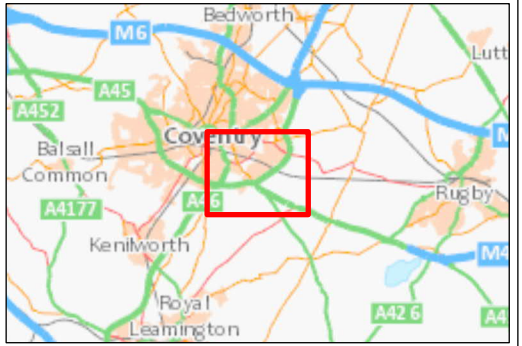 Bedworth
M6
Lutt
A45
A452
Coventry
Balsall
Common
Rugby
A4177
A46
Kenilworth
M4
Royal
Leamington
A42 6
A4